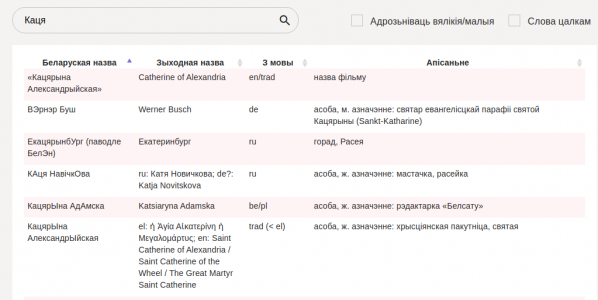 Каця
Адрозьніваць вялікія/малыя
Слова цалкам
Беларуская назва Зыходная назва З мовы Апісаньне
«Кацярына Александрыйская» Catherine of Alexandria en/trad назва фільму
ВЭрнэр Буш Werner Busch de асоба, м. азначэнне: святар евангелісцкай парафіі святой
Кацярыны (Sankt-Katharine)
ЕкацярынбУрг (паводле БелЭн) Екатеринбург ru горад, Расея
КАця НавічкОва ru: Катя Новичкова; de?:
Katja Novitskova
ru асоба, ж. азначэнне: мастачка, расейка
КацярЫна АдАмска Katsiaryna Adamska be/pl асоба, ж. азначэнне: рэдактарка «Белсату»
КацярЫна
АлександрЫйская
el: ἡ Ἁγία Αἰκατερίνη ἡ
Μεγαλομάρτυς; en: Saint
Catherine of Alexandria /
Saint Catherine of the
Wheel / The Great Martyr
Saint Catherine
trad (< el) асоба, ж. азначэнне: хрысціянская пакутніца, святая